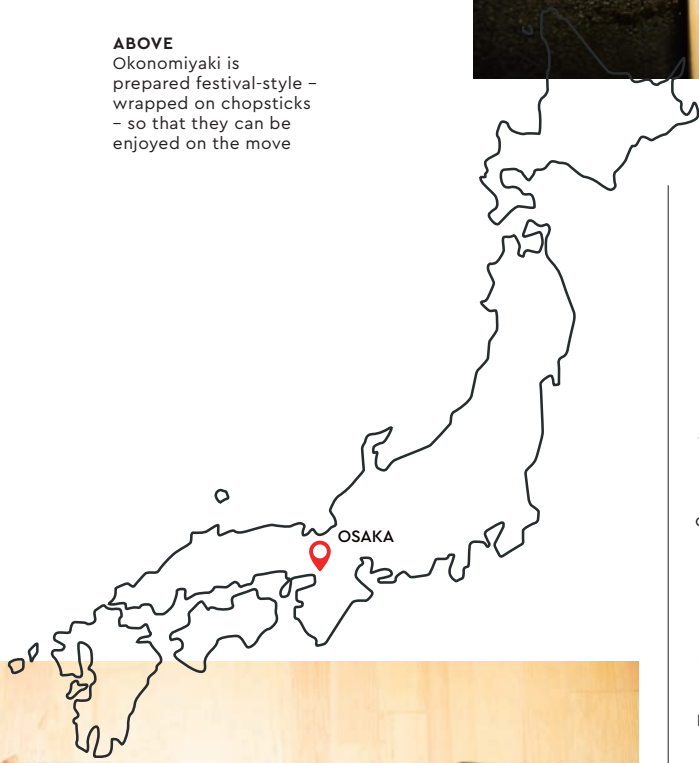 ABOVE
Okonomiyaki is
prepared festival-style –
wrapped on chopsticks
– so that they can be
enjoyed on the move
OSAKA